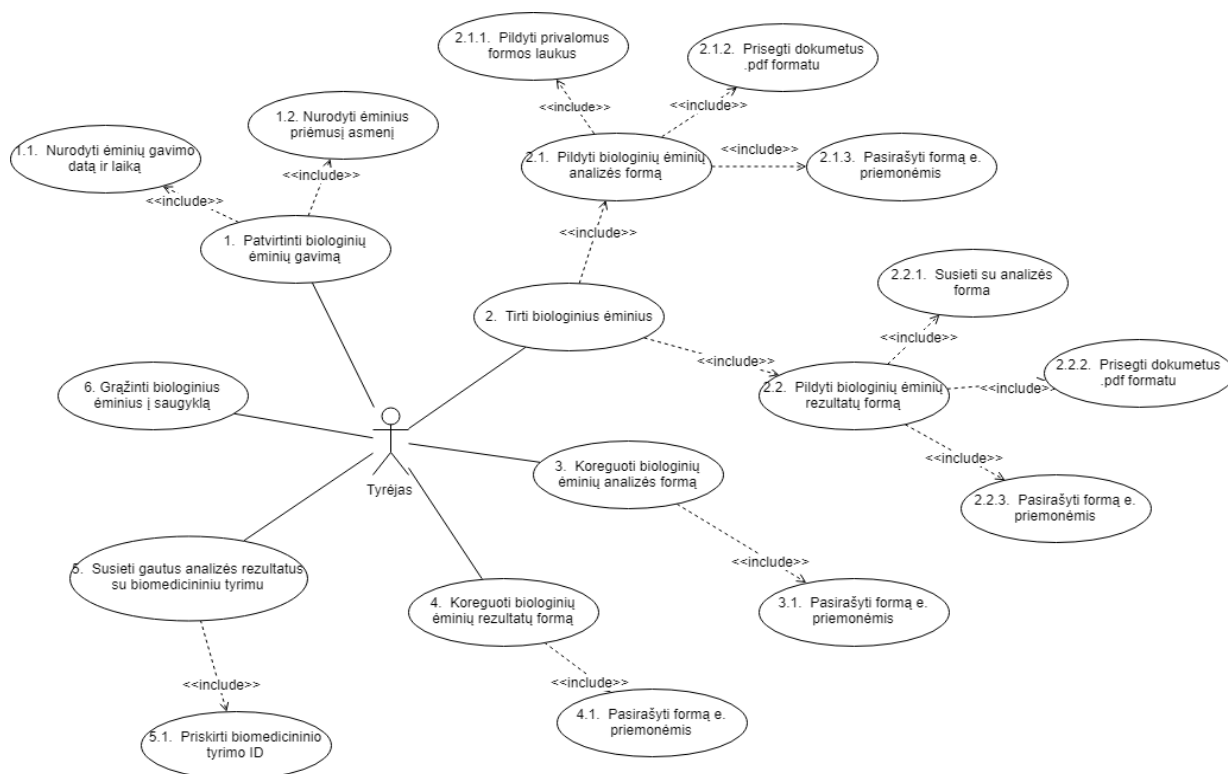 2.1.1.  Pildyti privalomus
formos laukus
2.1.2.  Prisegti dokumetus
.pdf formatu
<<include>>
<<include>>
1.2. Nurodyti ėminius
priėmusį asmenį
1.1.  Nurodyti ėminių gavimo
datą ir laiką
2.1.  Pildyti biologinių ėminių
analizės formą
<<include>>
2.1.3.  Pasirašyti formą e.
priemonėmis
<<include>>
<<include>>
1.  Patvirtinti biologinių
ėminių gavimą
<<include>>
2.2.1.  Susieti su analizės
forma
2.  Tirti biologinius ėminius
<<include>>
<<include>>
2.2.2.  Prisegti dokumetus
.pdf formatu
6. Grąžinti biologinius
ėminius į saugyklą
2.2.  Pildyti biologinių ėminių
rezultatų formą
<<include>>
<<include>>
Tyrėjas
3.  Koreguoti biologinių
ėminių analizės formą
2.2.3.  Pasirašyti formą e.
priemonėmis
<<include>>
5.  Susieti gautus analizės rezultatus
su biomedicininiu tyrimu
4.  Koreguoti biologinių
ėminių rezultatų formą
3.1.  Pasirašyti formą e.
priemonėmis
<<include>>
<<include>>
4.1.  Pasirašyti formą e.
priemonėmis
5.1.  Priskirti biomedicininio
tyrimo ID